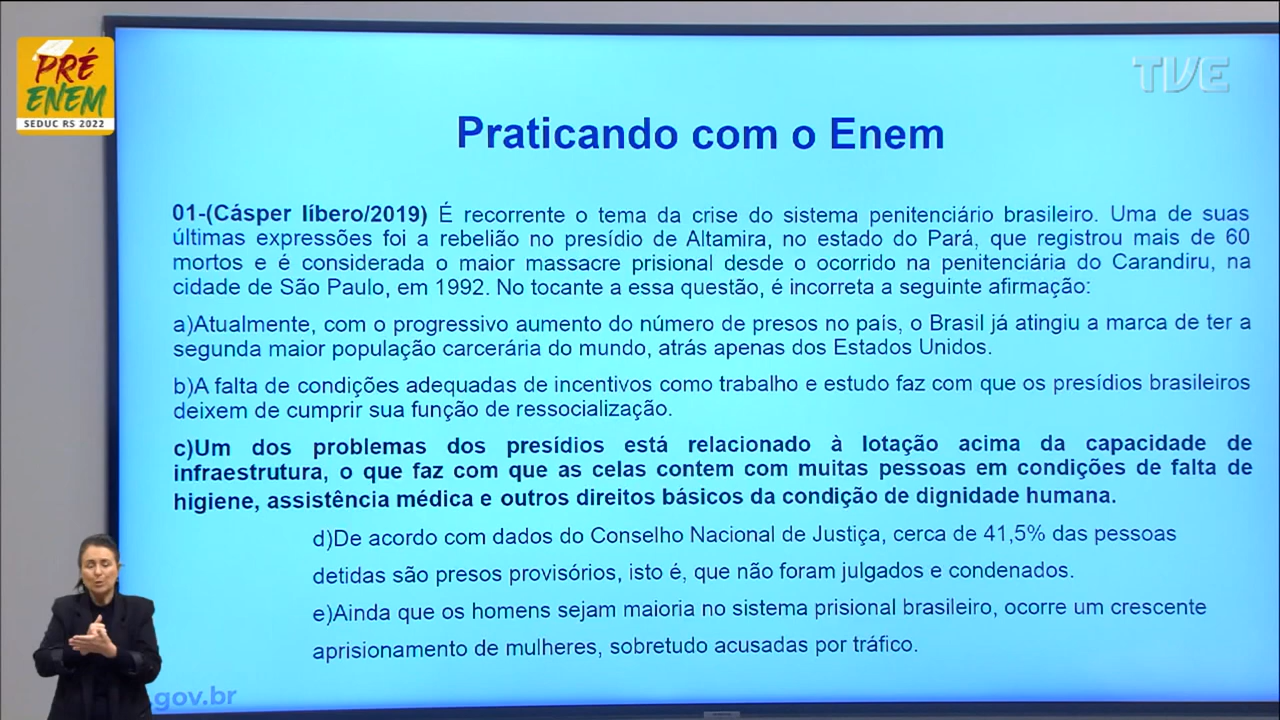 PRÉ
ENEM
SEDUC RS 2022
TVE
Praticando com o Enem
01-(Cásper líbero/2019) É recorrente o tema da crise do sistema penitenciário brasileiro. Uma de suas
últimas expressões foi a rebelião no presídio de Altamira, no estado do Pará, que registrou mais de 60
mortos e é considerada o maior massacre prisional desde o ocorrido na penitenciária do Carandiru, na
cidade de São Paulo, em 1992. No tocante a essa questão, é incorreta a seguinte afirmação:
a)Atualmente, com o progressivo aumento do número de presos no país, o Brasil já atingiu a marca de ter a
segunda maior população carcerária do mundo, atrás apenas dos Estados Unidos.
b)A falta de condições adequadas de incentivos como trabalho e estudo faz com que os presídios brasileiros
deixem de cumprir sua função de ressocialização.
c)Um dos problemas dos presídios está relacionado à lotação acima da capacidade de
infraestrutura, o que faz com que as celas contem com muitas pessoas em condições de falta de
higiene, assistência médica e outros direitos básicos da condição de dignidade humana.
d)De acordo com dados do Conselho Nacional de Justiça, cerca de 41,5% das pessoas
detidas são presos provisórios, isto é, que não foram julgados e condenados.
e)Ainda que os homens sejam maioria no sistema prisional brasileiro, ocorre um crescente
aprisionamento de mulheres, sobretudo acusadas por tráfico.
.gov.br